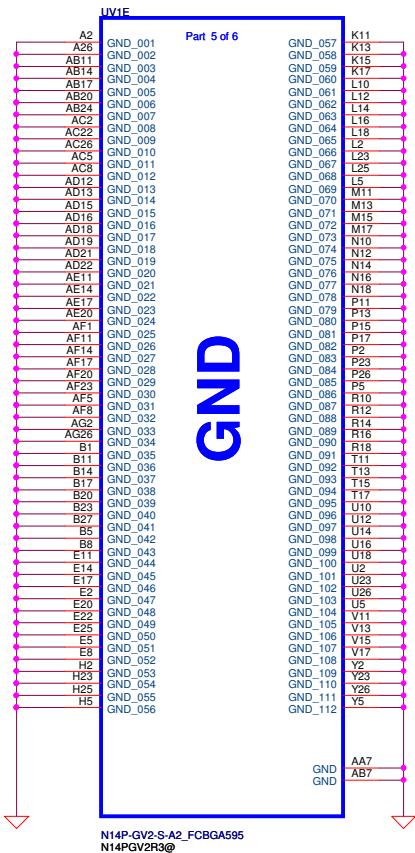 UV1E
Part 5 of 6
A2 GND_001 GND_057 K11
A26 GND_002 GND_058 K13
AB11 GND_003 GND_059 K15
AB14 GND_004 GND_060 K17
AB17 GND_005 GND_061 L10
AB20 GND_006 GND_062 L12
AB24 GND_007 GND_063 L14
AC2 GND_008 GND_064 L16
AC22 GND_009 GND_065 L18
AC26 GND_010 GND_066 L2
AC5 GND_011 GND_067 L23
AC8 GND_012 GND_068 L25
AD12 GND_013 GND_069 L5
AD13 GND_014 GND_070 M11
AD15 GND_015 GND_071 M13
AD16 GND_016 GND_072 M15
AD18 GND_017 GND_073 M17
AD19 GND_018 GND_074 N10
AD21 GND_019 GND_075 N12
AD22 GND_020 GND_076 N14
AE11 GND_021 GND_077 N16
AE14 GND_022 GND_078 N18
AE17 GND_023 GND_079 P11
AE20 GND_024 GND_080 P13
AF1 GND_025 GND_081 P15
AF11 GND_026 GND_082 P17
AF14 GND_027 GND_083 P2
AF17 GND_028 GND_084 P23
AF20 GND_029 GND_085 P26
AF23 GND_030 GND_086 P5
AF5 GND_031 GND_087 R10
AF8 GND_032 GND_088 R12
AG2 GND_033 GND_089 R14
AG26 GND_034 GND_090 R16
B1 GND_035 GND_091 R18
B11 GND_036 GND_092 T11
B14 GND_037 GND_093 T13
B17 GND_038 GND_094 T15
B20 GND_039 GND_095 T17
B23 GND_040 GND_096 U10
B27 GND_041 GND_097 U12
B5 GND_042 GND_098 U14
B8 GND_043 GND_099 U16
E11 GND_044 GND_100 U18
E14 GND_045 GND_101 U2
E17 GND_046 GND_102 U23
E2 GND_047 GND_103 U26
E20 GND_048 GND_104 U5
E22 GND_049 GND_105 V11
E25 GND_050 GND_106 V13
E5 GND_051 GND_107 V15
E8 GND_052 GND_108 V17
H2 GND_053 GND_109 Y2
H23 GND_054 GND_110 Y23
H25 GND_055 GND_111 Y26
H5 GND_056 GND_112 Y5
GND
GND AA7
GND AB7
N14P-GV2-S-A2_FCBGA595
N14PGV2R3@